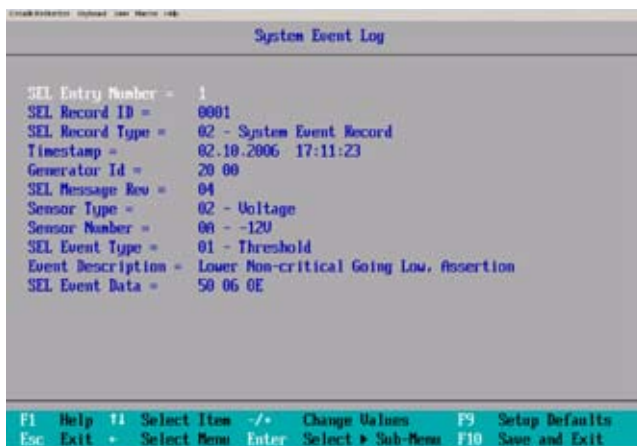 Keyboard User Macro Help
System Event Log
SEL Entry Number = 1
SEL Record ID = 0001
SEL Record Type = 02 - System Event Record
Timestamp = 02.10.2006 17:11:23
Generator Id = 20 00
SEL Message Rev = 04
Sensor Type = 02 - Voltage
Sensor Number = 0A - -12V
SEL Event Type = 01 - Threshold
Event Description = Lower Non-critical Going Low, Assertion
SEL Event Data = 50 06 0E
F1 Help ↑↓ Select Item -/+ Change Values F9 Setup Defaults
Esc Exit ← Select Menu Enter Select ▸ Sub-Menu F10 Save and Exit